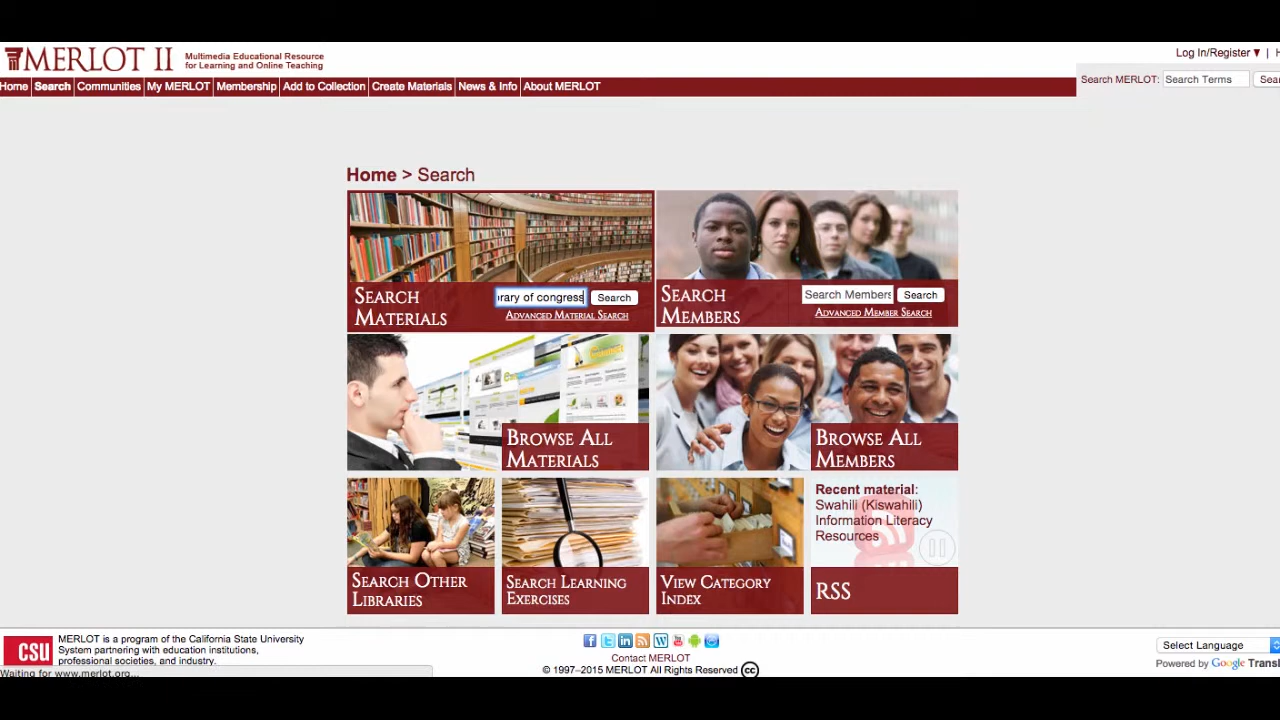 MERLOT II
Multimedia Educational Resource
for Learning and Online Teaching
Log In/Register ▼ | H
Home Search Communities My MERLOT Membership Add to Collection Create Materials News & Info About MERLOT
Search MERLOT: Search Terms Sea
Home > Search
SEARCH
MATERIALS
rary of congress Search
ADVANCED MATERIAL SEARCH
SEARCH
MEMBERS
Search Members Search
ADVANCED MEMBER SEARCH
BROWSE ALL
MATERIALS
BROWSE ALL
MEMBERS
SEARCH OTHER
LIBRARIES
SEARCH LEARNING
EXERCISES
VIEW CATEGORY
INDEX
Recent material:
Swahili (Kiswahili)
Information Literacy
Resources
RSS
CSU
MERLOT is a program of the California State University
System partnering with education institutions,
professional societies, and industry.
Waiting for www.merlot.org...
Contact MERLOT
© 1997–2015 MERLOT All Rights Reserved cc
Select Language
Powered by Google Transl